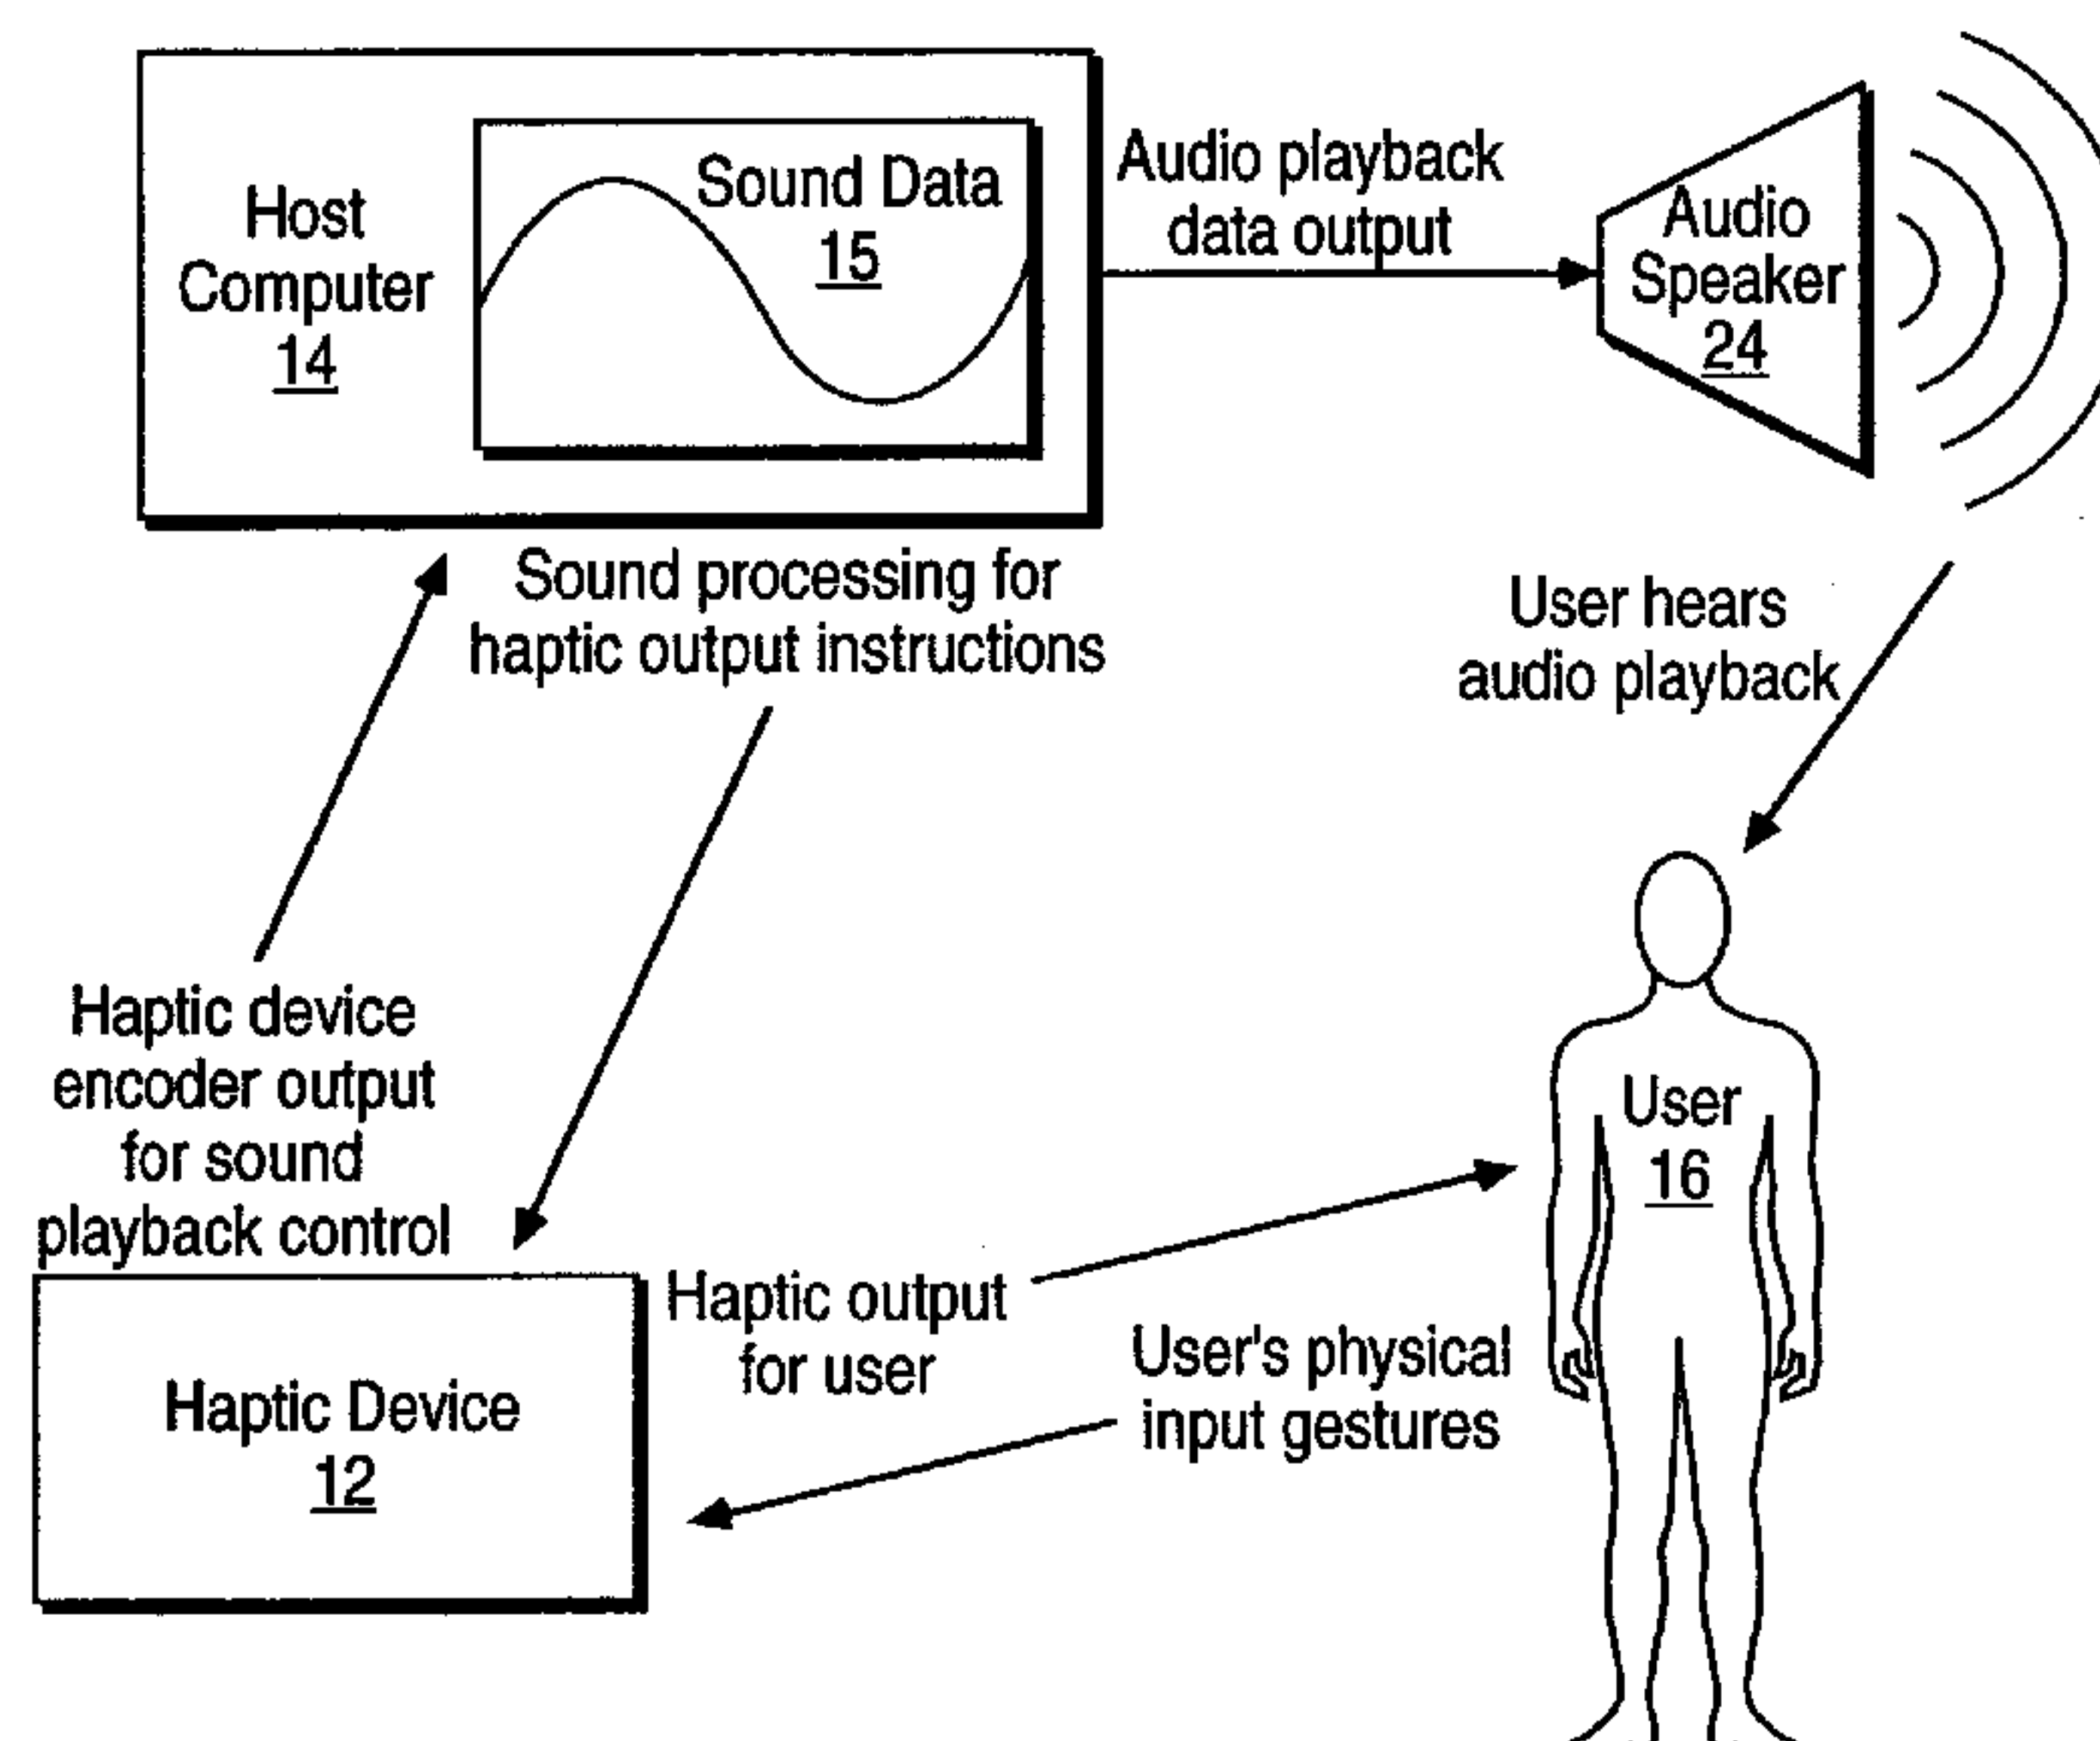 Host
Computer
14
Sound Data
15
Audio playback
data output
Audio
Speaker
24
Sound processing for
haptic output instructions
User hears
audio playback
Haptic device
encoder output
for sound
playback control
User
16
Haptic output
for user
User's physical
input gestures
Haptic Device
12